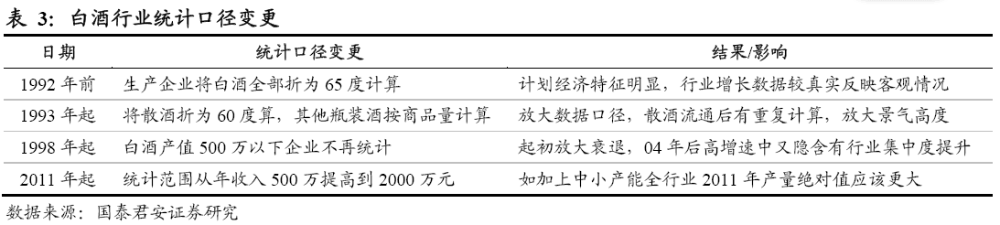 表 3：白酒行业统计口径变更
日期 统计口径变更 结果/影响
1992 年前 生产企业将白酒全部折为 65 度计算 计划经济特征明显，行业增长数据较真实反映客观情况
1993 年起 将散酒折为 60 度算，其他瓶装酒按商品量计算 放大数据口径，散酒流通后有重复计算，放大景气高度
1998 年起 白酒产值 500 万以下企业不再统计 起初放大衰退，04 年后高增速中又隐含有行业集中度提升
2011 年起 统计范围从年收入 500 万提高到 2000 万元 如加上中小产能全行业 2011 年产量绝对值应该更大
数据来源：国泰君安证券研究